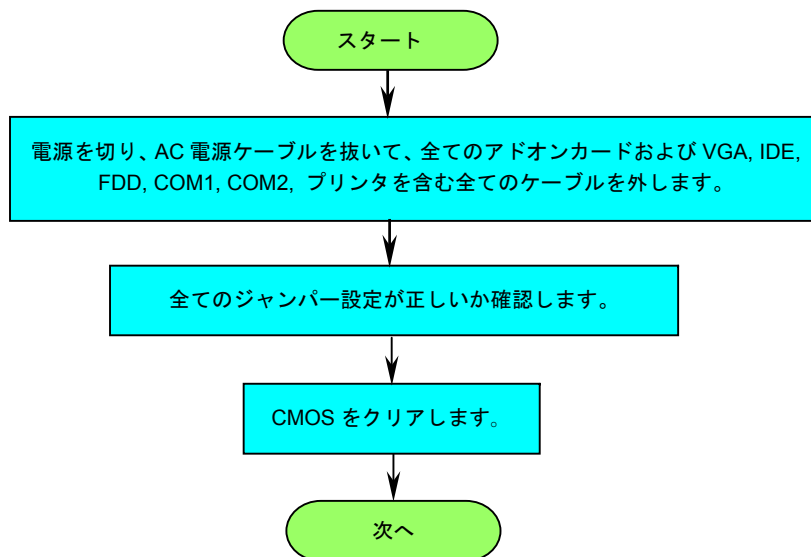 スタート
電源を切り、AC 電源ケーブルを抜いて、全てのアドオンカードおよび VGA, IDE,
FDD, COM1, COM2, プリンタを含む全てのケーブルを外します。
全てのジャンパー設定が正しいか確認します。
CMOS をクリアします。
次へ